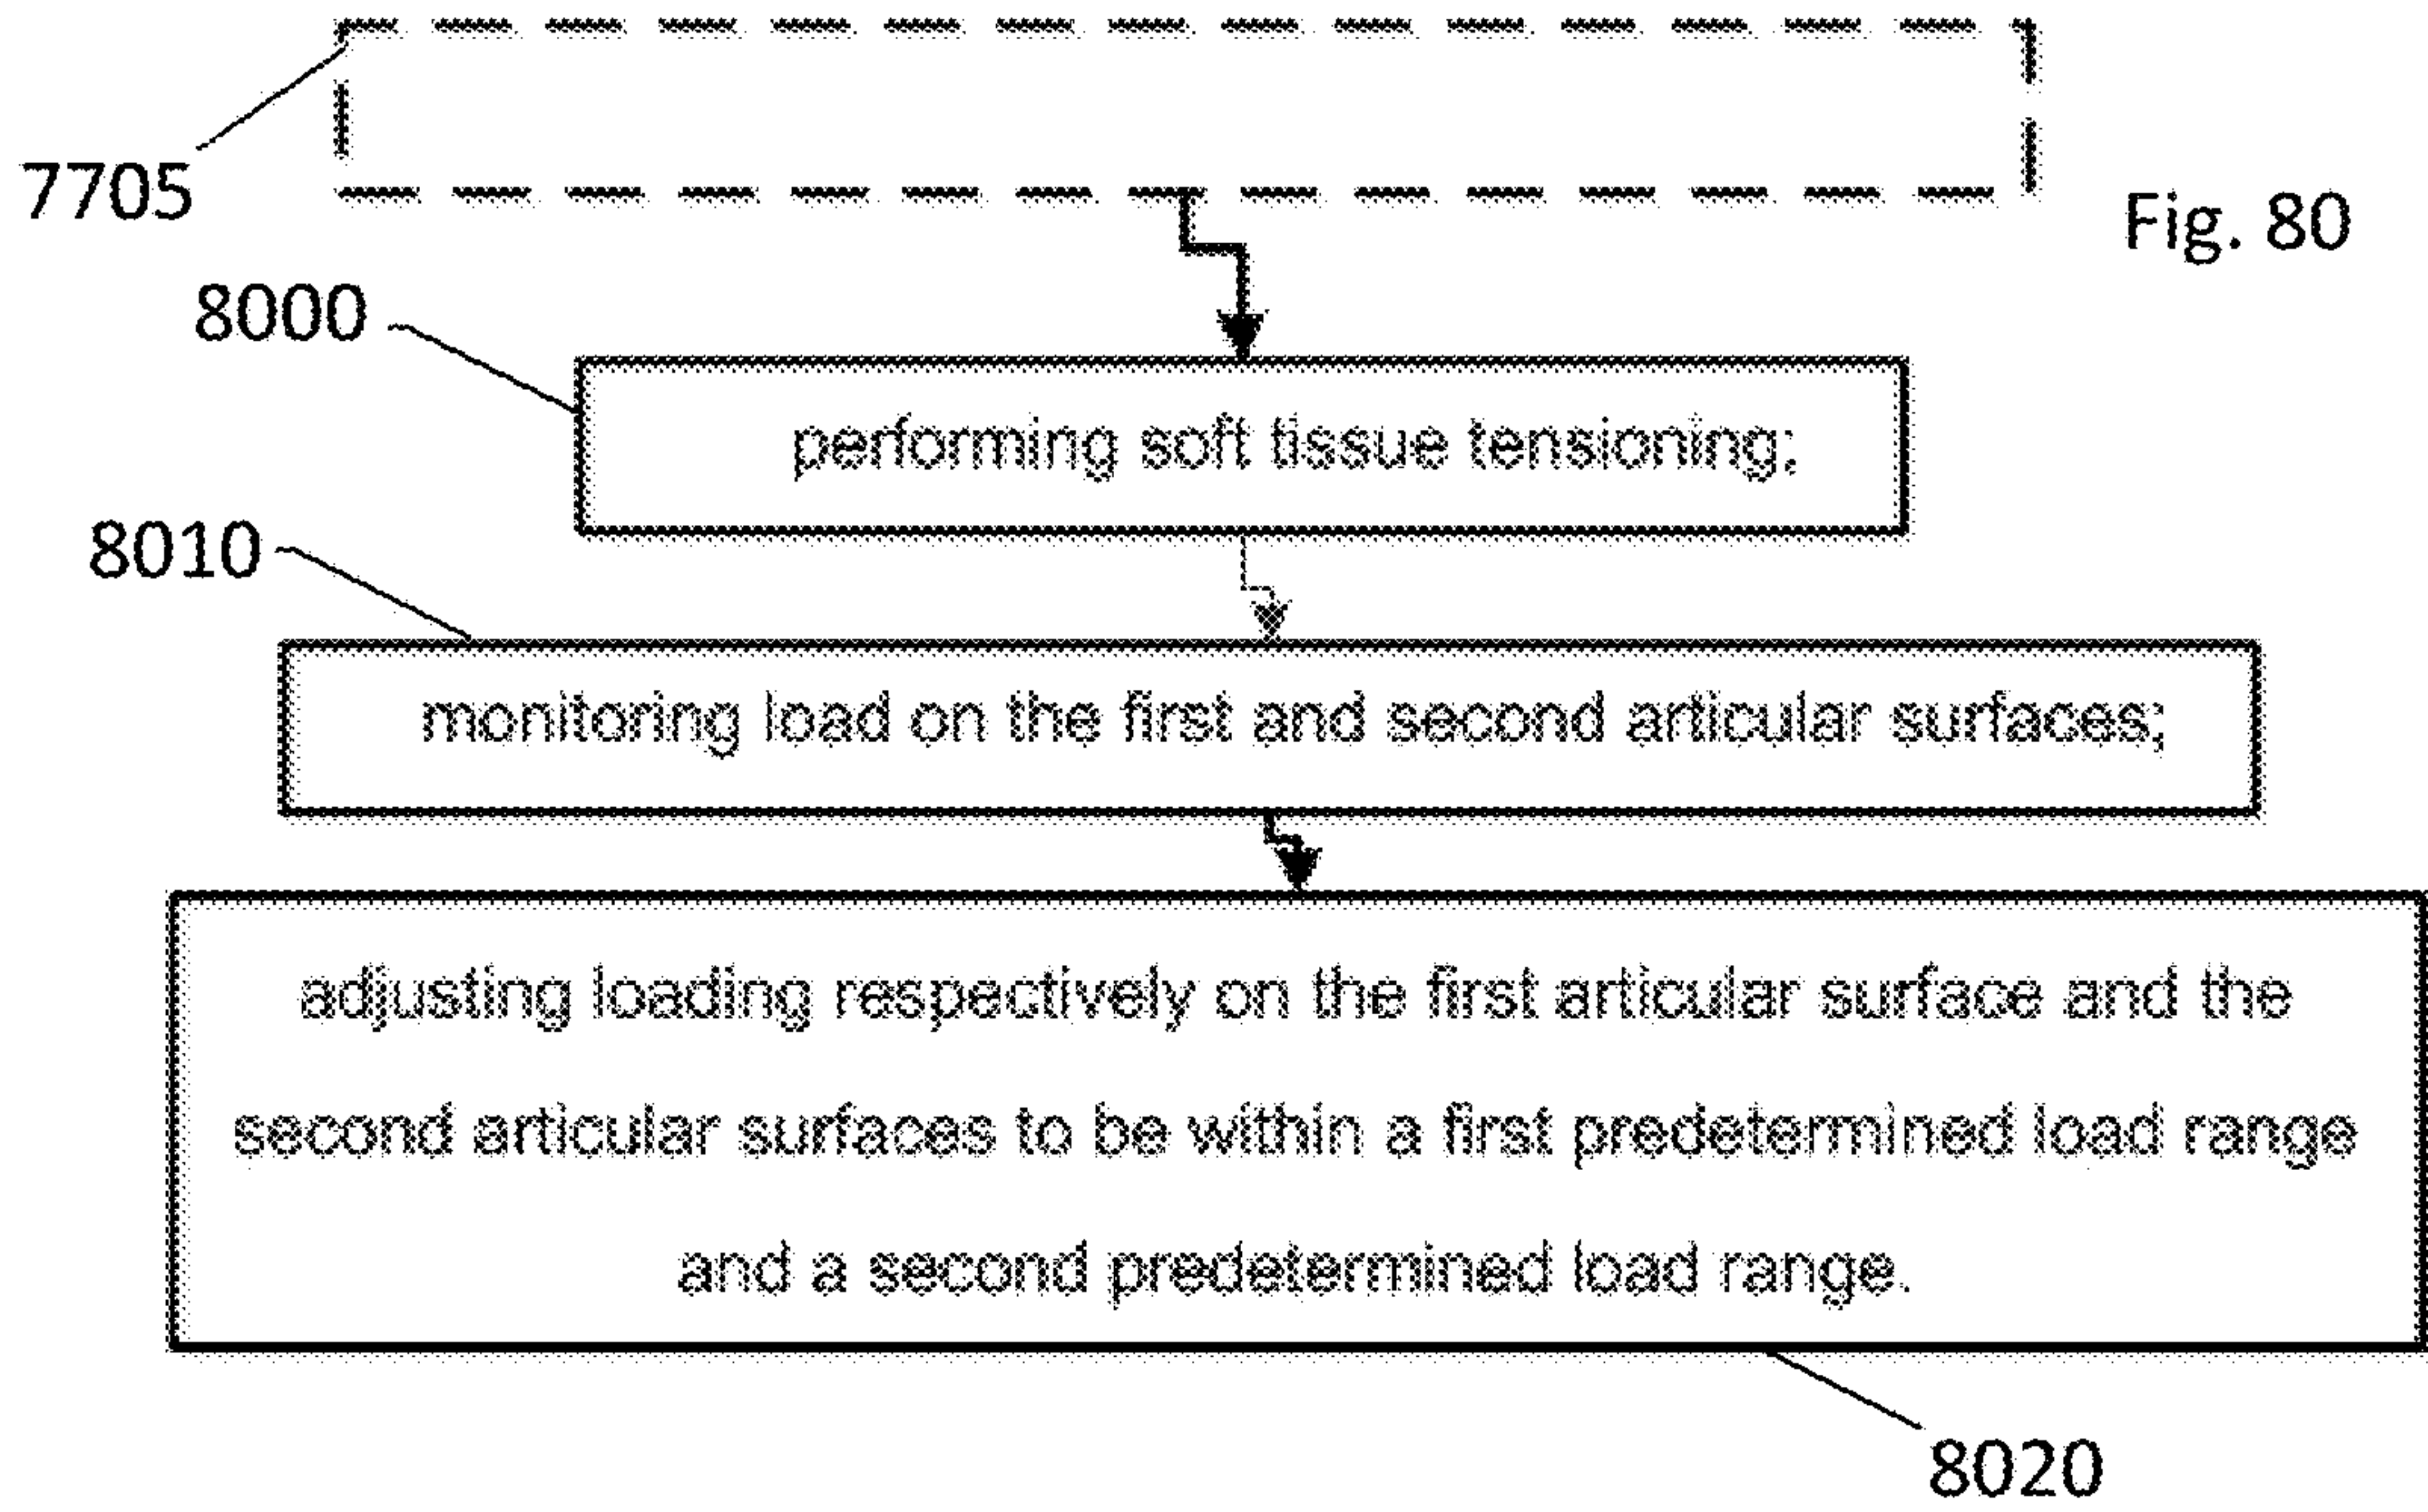 7705
Fig. 80
8000
performing soft tissue tensioning;
8010
monitoring load on the first and second articular surfaces;
adjusting loading respectively on the first articular surface and the
second articular surfaces to be within a first predetermined load range
and a second predetermined load range.
8020